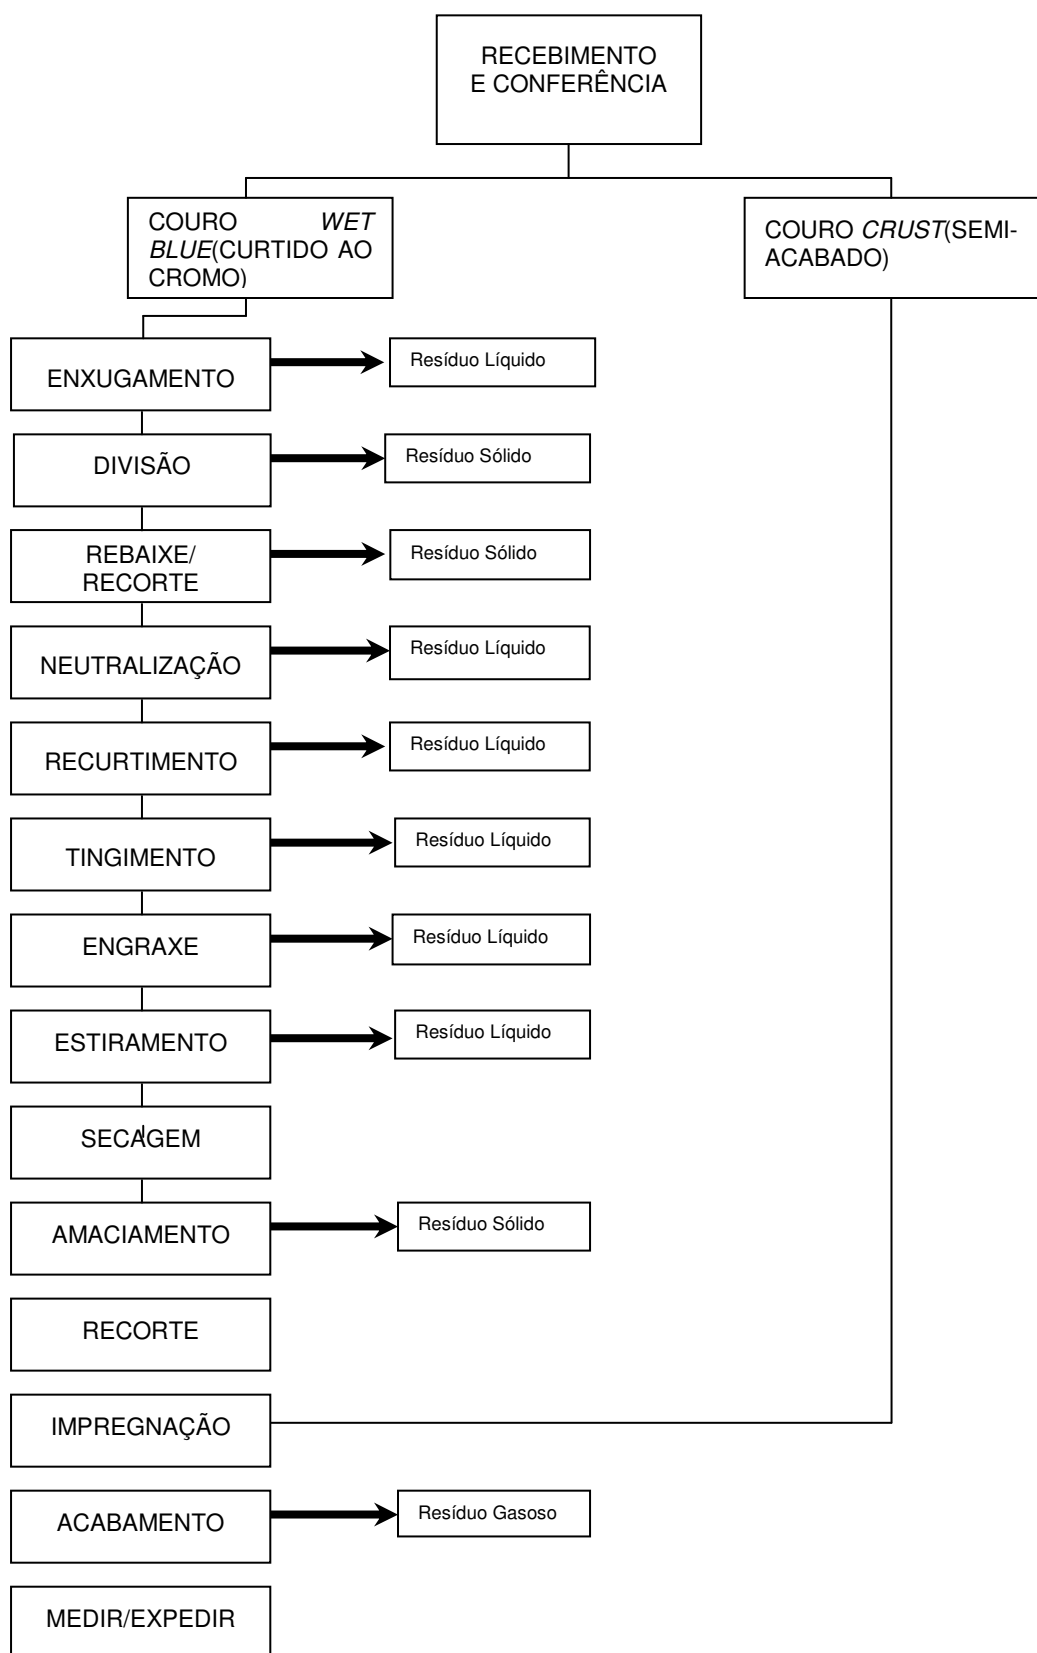 RECEBIMENTO
E CONFERÊNCIA
COURO WET
BLUE(CURTIDO AO
CROMO)
COURO CRUST(SEMI-
ACABADO)
ENXUGAMENTO
Resíduo Líquido
DIVISÃO
Resíduo Sólido
REBAIXE/
RECORTE
Resíduo Sólido
NEUTRALIZAÇÃO
Resíduo Líquido
RECURTIMENTO
Resíduo Líquido
TINGIMENTO
Resíduo Líquido
ENGRAXE
Resíduo Líquido
ESTIRAMENTO
Resíduo Líquido
SECAGEM
AMACIAMENTO
Resíduo Sólido
RECORTE
IMPREGNAÇÃO
ACABAMENTO
Resíduo Gasoso
MEDIR/EXPEDIR